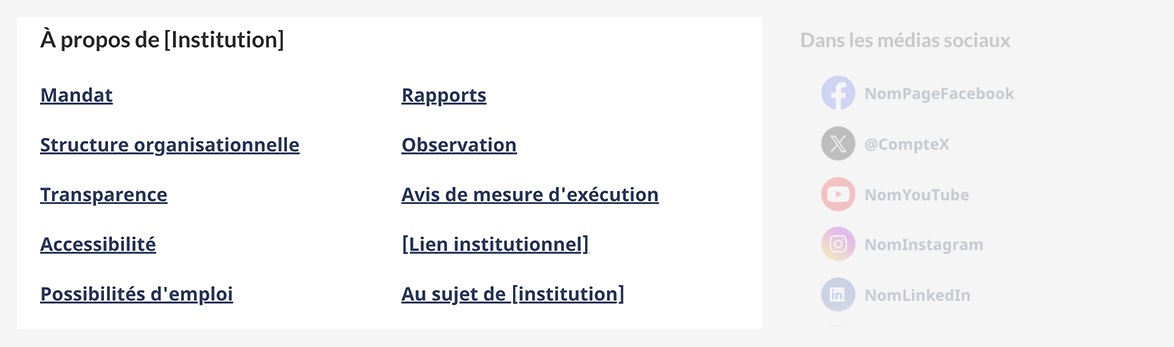 À propos de [Institution]
Mandat
Structure organisationnelle
Transparence
Accessibilité
Possibilités d'emploi
Rapports
Observation
Avis de mesure d'exécution
[Lien institutionnel]
Au sujet de [institution]
Dans les médias sociaux
NomPageFacebook
@CompteX
NomYouTube
NomInstagram
NomLinkedIn